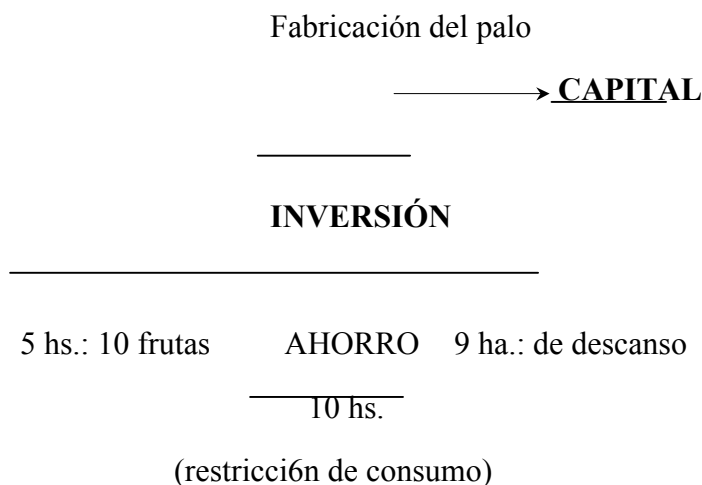 Fabricación del palo
CAPITAL
INVERSIÓN
5 hs.: 10 frutas AHORRO 9 ha.: de descanso
10 hs.
(restricci6n de consumo)